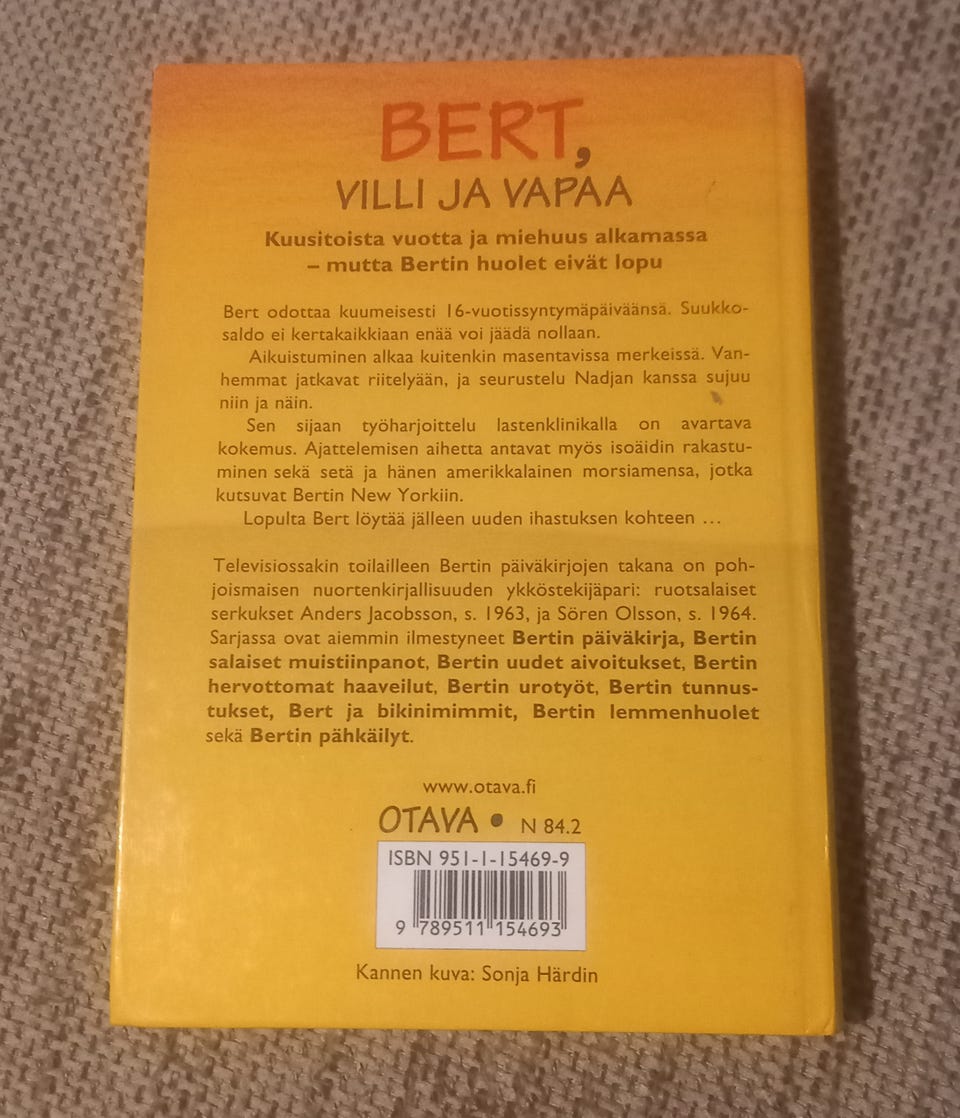 BERT,
VILLI JA VAPAA
Kuusitoista vuotta ja miehuus alkamassa
– mutta Bertin huolet eivät lopu
Bert odottaa kuumeisesti 16-vuotissyntymäpäiväänsä. Suukko-
saldo ei kertakaikkiaan enää voi jäädä nollaan.
Aikuistuminen alkaa kuitenkin masentavissa merkeissä. Van-
hemmat jatkavat riitelyään, ja seurustelu Nadjan kanssa sujuu
niin ja näin.
Sen sijaan työharjoittelu lastenklinikalla on avartava
kokemus. Ajattelemisen aihetta antavat myös isoäidin rakastu-
minen sekä setä ja hänen amerikkalainen morsiamensa, jotka
kutsuvat Bertin New Yorkiin.
Lopulta Bert löytää jälleen uuden ihastuksen kohteen ...
Televisiossakin toilailleen Bertin päiväkirjojen takana on poh-
joismaisen nuortenkirjallisuuden ykköstekijäpari: ruotsalaiset
serkukset Anders Jacobsson, s. 1963, ja Sören Olsson, s. 1964.
Sarjassa ovat aiemmin ilmestyneet Bertin päiväkirja, Bertin
salaiset muistiinpanot, Bertin uudet aivoitukset, Bertin
hervottomat haaveilut, Bertin urotyöt, Bertin tunnus-
tukset, Bert ja bikinimimmit, Bertin lemmenhuolet
sekä Bertin pähkäilyt.
www.otava.fi
OTAVA • N 84.2
ISBN 951-1-15469-9
9 789511 154693
Kannen kuva: Sonja Härdin